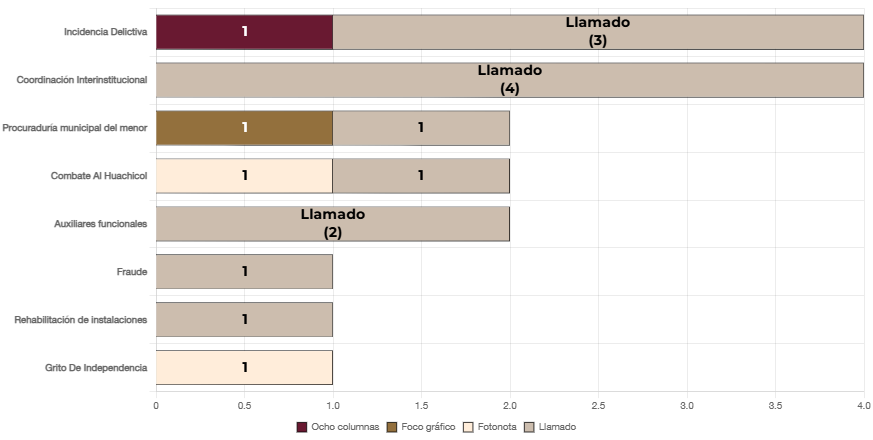 Incidencia Delictiva
1
Llamado
(3)
Coordinación Interinstitucional
Llamado
(4)
Procuraduría municipal del menor
1
1
Combate Al Huachicol
1
1
Auxiliares funcionales
Llamado
(2)
Fraude
1
Rehabilitación de instalaciones
1
Grito De Independencia
1
0 0.5 1.0 1.5 2.0 2.5 3.0 3.5 4.0
Ocho columnas Foco gráfico Fotonota Llamado